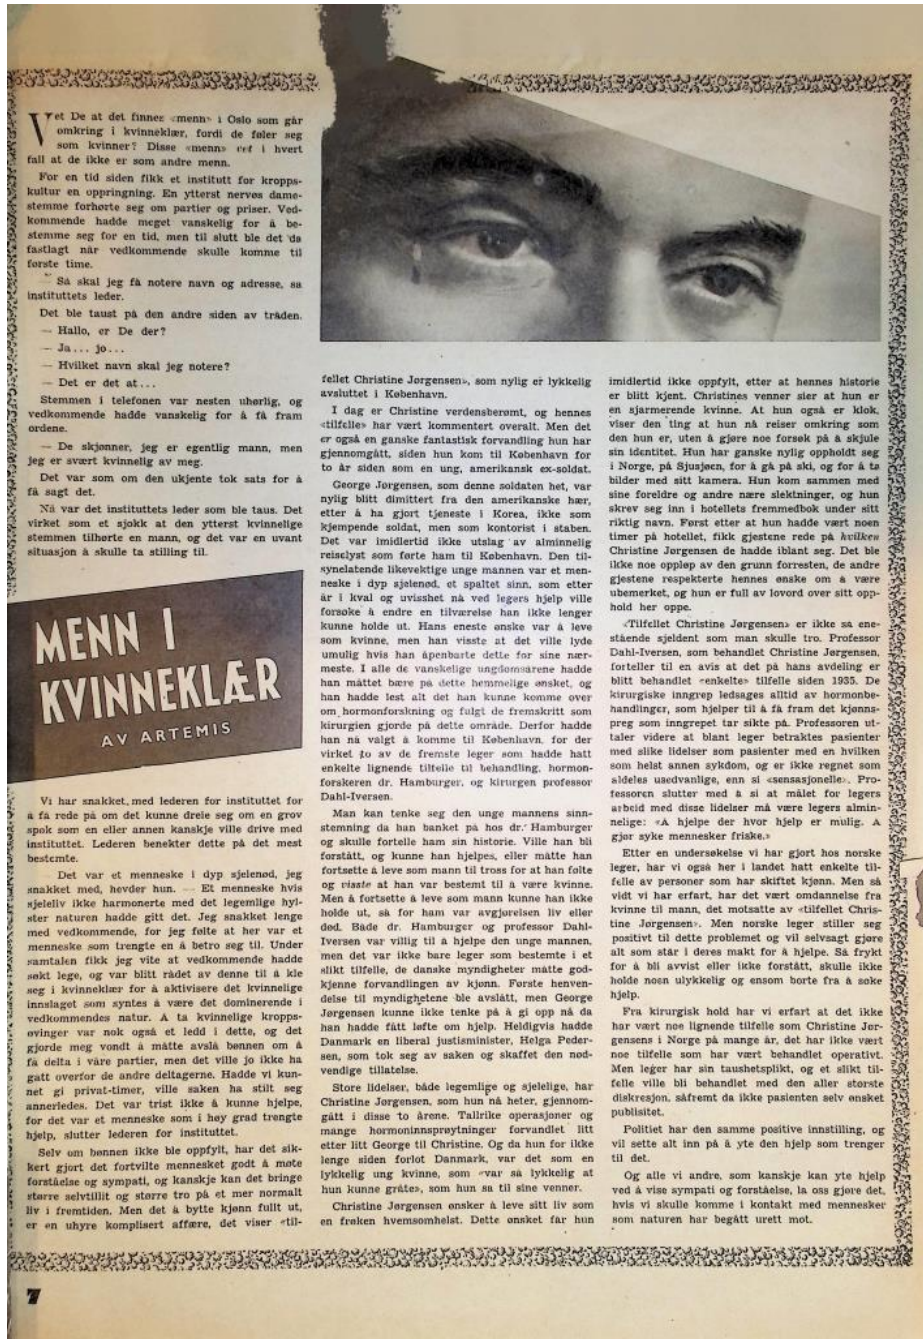 Vet De at det finnes «menn» i Oslo som går
omkring i kvinneklær, fordi de føler seg
som kvinner? Disse «menn» vet i hvert
fall at de ikke er som andre menn.
For en tid siden fikk et institutt for kropps-
kultur en oppringning. En ytterst nervøs dame-
stemme forhørte seg om partier og priser. Ved-
kommende hadde meget vanskelig for å be-
stemme seg for en tid, men til slutt ble det da
fastlagt når vedkommende skulle komme til
første time.
— Så skal jeg få notere navn og adresse, sa
instituttets leder.
Det ble taust på den andre siden av tråden.
— Hallo, er De der?
— Ja... jo...
— Hvilket navn skal jeg notere?
— Det er det at...
Stemmen i telefonen var nesten uhørlig, og
vedkommende hadde vanskelig for å få fram
ordene.
— De skjønner, jeg er egentlig mann, men
jeg er svært kvinnelig av meg.
Det var som om den ukjente tok sats for å
få sagt det.
Nå var det instituttets leder som ble taus. Det
virket som et sjokk at den ytterst kvinnelige
stemmen tilhørte en mann, og det var en uvant
situasjon å skulle ta stilling til.
MENN I
KVINNEKLÆR
AV ARTEMIS
Vi har snakket med lederen for instituttet for
å få rede på om det kunne dreie seg om en grov
spøk som en eller annen kanskje ville drive med
instituttet. Lederen benekter dette på det mest
bestemte.
— Det var et menneske i dyp sjelenød, jeg
snakket med, hevder hun. — Et menneske hvis
sjeleliv ikke harmonerte med det legemlige hyl-
ster naturen hadde gitt det. Jeg snakket lenge
med vedkommende, for jeg følte at her var et
menneske som trengte en å betro seg til. Under
samtalen fikk jeg vite at vedkommende hadde
søkt lege, og var blitt rådet av denne til å kle
seg i kvinneklær for å aktivisere det kvinnelige
innslaget som syntes å være det dominerende i
vedkommendes natur. A ta kvinnelige kropps-
øvinger var nok også et ledd i dette, og det
gjorde meg vondt å måtte avslå bønnen om å
få delta i våre partier, men det ville jo ikke ha
gått overfor de andre deltagerne. Hadde vi kun-
net gi privat-timer, ville saken ha stilt seg
annerledes. Det var trist ikke å kunne hjelpe,
for det var et menneske som i høy grad trengte
hjelp, slutter lederen for instituttet.
Selv om bønnen ikke ble oppfylt, har det sik-
kert gjort det fortvilte mennesket godt å møte
forståelse og sympati, og kanskje kan det bringe
større selvtillit og større tro på et mer normalt
liv i fremtiden. Men det å bytte kjønn fullt ut,
er en uhyre komplisert affære, det viser «til-
fellet Christine Jørgensen», som nylig er lykkelig
avsluttet i København.
I dag er Christine verdensberømt, og hennes
«tilfelle» har vært kommentert overalt. Men det
er også en ganske fantastisk forvandling hun har
gjennomgått, siden hun kom til København for
to år siden som en ung, amerikansk ex-soldat.
George Jørgensen, som denne soldaten het, var
nylig blitt dimittert fra den amerikanske hær,
etter å ha gjort tjeneste i Korea, ikke som
kjempende soldat, men som kontorist i staben.
Det var imidlertid ikke utslag av alminnelig
reiselyst som førte ham til København. Den til-
synelatende likevektige unge mannen var et men-
neske i dyp sjelenød, et spaltet sinn, som etter
år i kval og uvisshet nå ved legers hjelp ville
forsøke å endre en tilværelse han ikke lenger
kunne holde ut. Hans eneste ønske var å leve
som kvinne, men han visste at det ville lyde
umulig hvis han åpenbarte dette for sine nær-
meste. I alle de vanskelige ungdomsårene hadde
han måttet bære på dette hemmelige ønsket, og
han hadde lest alt det han kunne komme over
om hormonforskning og fulgt de fremskritt som
kirurgien gjorde på dette område. Derfor hadde
han nå valgt å komme til København, for der
virket to av de fremste leger som hadde hatt
enkelte lignende tilfelle til behandling, hormon-
forskeren dr. Hamburger, og kirurgen professor
Dahl-Iversen.
Man kan tenke seg den unge mannens sinn-
stemning da han banket på hos dr. Hamburger
og skulle fortelle ham sin historie. Ville han bli
forstått, og kunne han hjelpes, eller måtte han
fortsette å leve som mann til tross for at han følte
og visste at han var bestemt til å være kvinne.
Men å fortsette å leve som mann kunne han ikke
holde ut, så for ham var avgjørelsen liv eller
død. Både dr. Hamburger og professor Dahl-
Iversen var villig til å hjelpe den unge mannen,
men det var ikke bare leger som bestemte i et
slikt tilfelle, de danske myndigheter måtte god-
kjenne forvandlingen av kjønn. Første henven-
delse til myndighetene ble avslått, men George
Jørgensen kunne ikke tenke på å gi opp nå da
han hadde fått løfte om hjelp. Heldigvis hadde
Danmark en liberal justisminister, Helga Peder-
sen, som tok seg av saken og skaffet den nød-
vendige tillatelse.
Store lidelser, både legemlige og sjelelige, har
Christine Jørgensen, som hun nå heter, gjennom-
gått i disse to årene. Tallrike operasjoner og
mange hormoninnsprøytninger forvandlet litt
etter litt George til Christine. Og da hun for ikke
lenge siden forlot Danmark, var det som en
lykkelig ung kvinne, som «var så lykkelig at
hun kunne gråte», som hun sa til sine venner.
Christine Jørgensen ønsker å leve sitt liv som
en frøken hvemsomhelst. Dette ønsket får hun
imidlertid ikke oppfylt, etter at hennes historie
er blitt kjent. Christines venner sier at hun er
en sjarmerende kvinne. At hun også er klok,
viser den ting at hun nå reiser omkring som
den hun er, uten å gjøre noe forsøk på å skjule
sin identitet. Hun har ganske nylig oppholdt seg
i Norge, på Sjusjøen, for å gå på ski, og for å ta
bilder med sitt kamera. Hun kom sammen med
sine foreldre og andre nære slektninger, og hun
skrev seg inn i hotellets fremmedbok under sitt
riktig navn. Først etter at hun hadde vært noen
timer på hotellet, fikk gjestene rede på hvilken
Christine Jørgensen de hadde iblant seg. Det ble
ikke noe oppløp av den grunn forresten, de andre
gjestene respekterte hennes ønske om å være
ubemerket, og hun er full av lovord over sitt opp-
hold her oppe.
«Tilfellet Christine Jørgensen» er ikke så ene-
stående sjeldent som man skulle tro. Professor
Dahl-Iversen, som behandlet Christine Jørgensen,
forteller til en avis at det på hans avdeling er
blitt behandlet «enkelte» tilfelle siden 1935. De
kirurgiske inngrep ledsages alltid av hormonbe-
handlinger, som hjelper til å få fram det kjønns-
preg som inngrepet tar sikte på. Professoren ut-
taler videre at blant leger betraktes pasienter
med slike lidelser som pasienter med en hvilken
som helst annen sykdom, og er ikke regnet som
aldeles usedvanlige, enn si «sensasjonelle». Pro-
fessoren slutter med å si at målet for legers
arbeid med disse lidelser må være legers almin-
nelige: «A hjelpe der hvor hjelp er mulig. A
gjør syke mennesker friske.»
Etter en undersøkelse vi har gjort hos norske
leger, har vi også her i landet hatt enkelte til-
felle av personer som har skiftet kjønn. Men så
vidt vi har erfart, har det vært omdannelse fra
kvinne til mann, det motsatte av «tilfellet Chris-
tine Jørgensen». Men norske leger stiller seg
positivt til dette problemet og vil selvsagt gjøre
alt som står i deres makt for å hjelpe. Så frykt
for å bli avvist eller ikke forstått, skulle ikke
holde noen ulykkelig og ensom borte fra å søke
hjelp.
Fra kirurgisk hold har vi erfart at det ikke
har vært noe lignende tilfelle som Christine Jør-
gensens i Norge på mange år, det har ikke vært
noe tilfelle som har vært behandlet operativt.
Men leger har sin taushetsplikt, og et slikt til-
felle ville bli behandlet med den aller største
diskresjon, såfremt da ikke pasienten selv ønsket
publisitet.
Politiet har den samme positive innstilling, og
vil sette alt inn på å yte den hjelp som trenger
til det.
Og alle vi andre, som kanskje kan yte hjelp
ved å vise sympati og forståelse, la oss gjøre det,
hvis vi skulle komme i kontakt med mennesker
som naturen har begått urett mot.
7